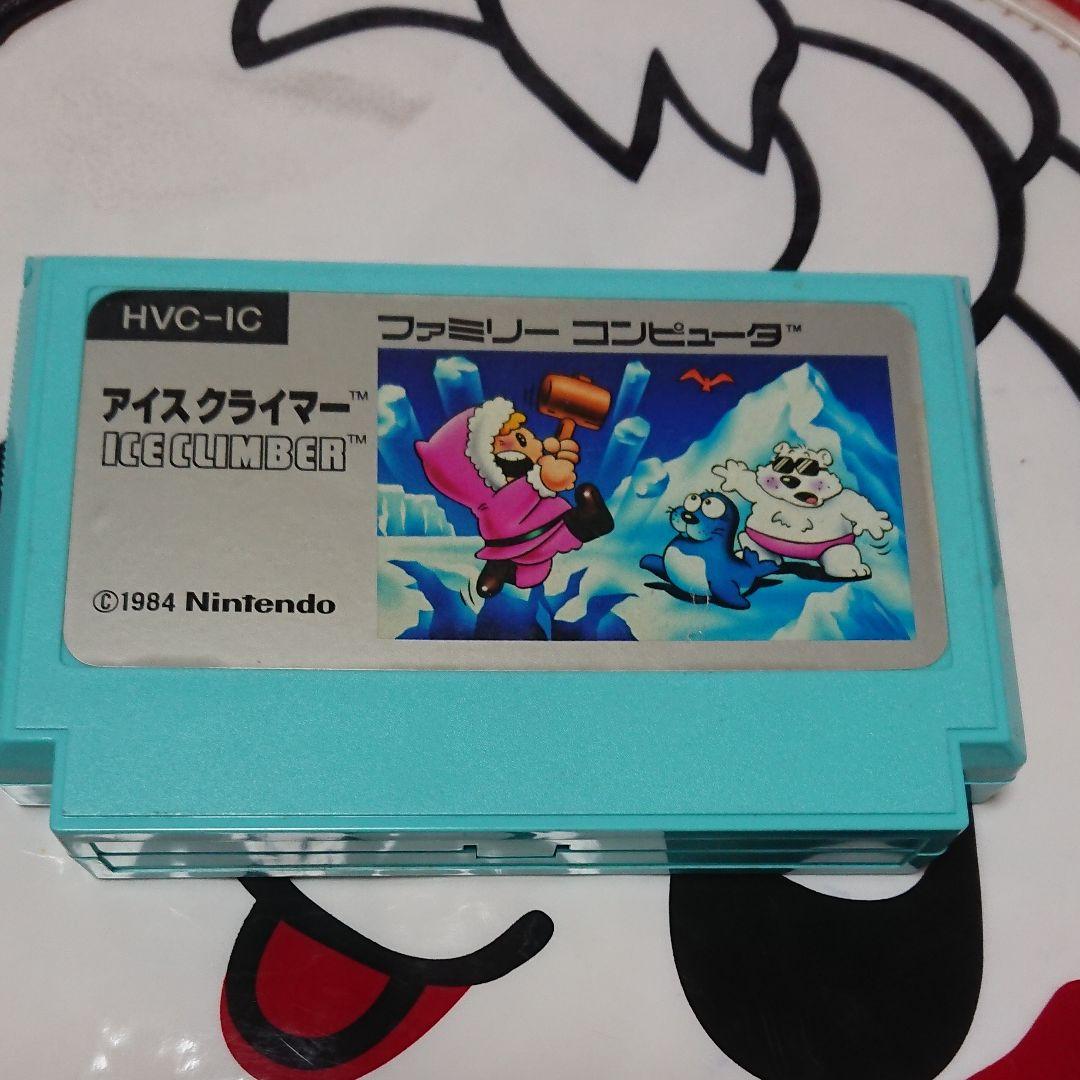 HVC-IC
ファミリー コンピュータ™
アイスクライマー™
ICE CLIMBER™
©1984 Nintendo